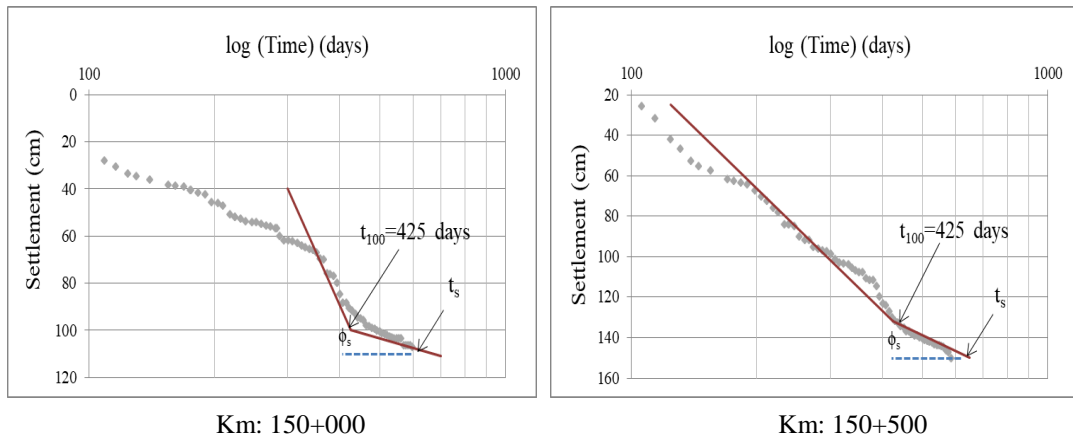 log (Time) (days)
100
1000
0
20
40
60
80
100
120
Settlement (cm)
t₁₀₀=425 days
tₛ
ϕₛ
Km: 150+000
log (Time) (days)
100
1000
20
40
60
80
100
120
140
160
Settlement (cm)
t₁₀₀=425 days
tₛ
ϕₛ
Km: 150+500